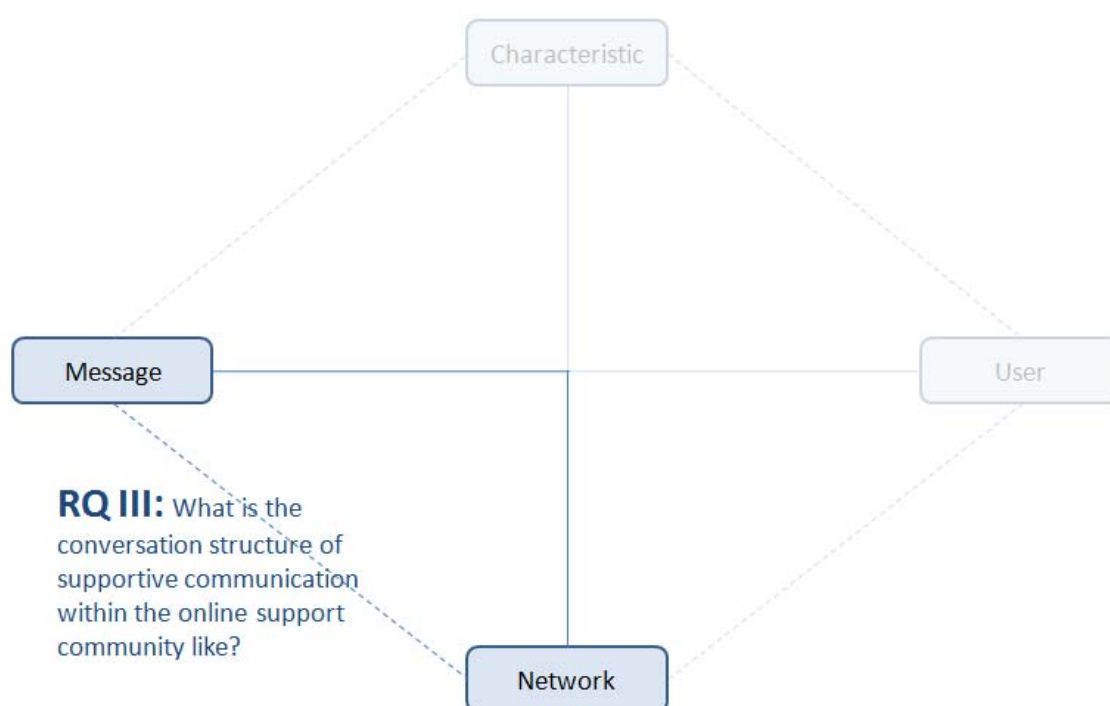 Characteristic
Message
User
RQ III: What is the
conversation structure of
supportive communication
within the online support
community like?
Network